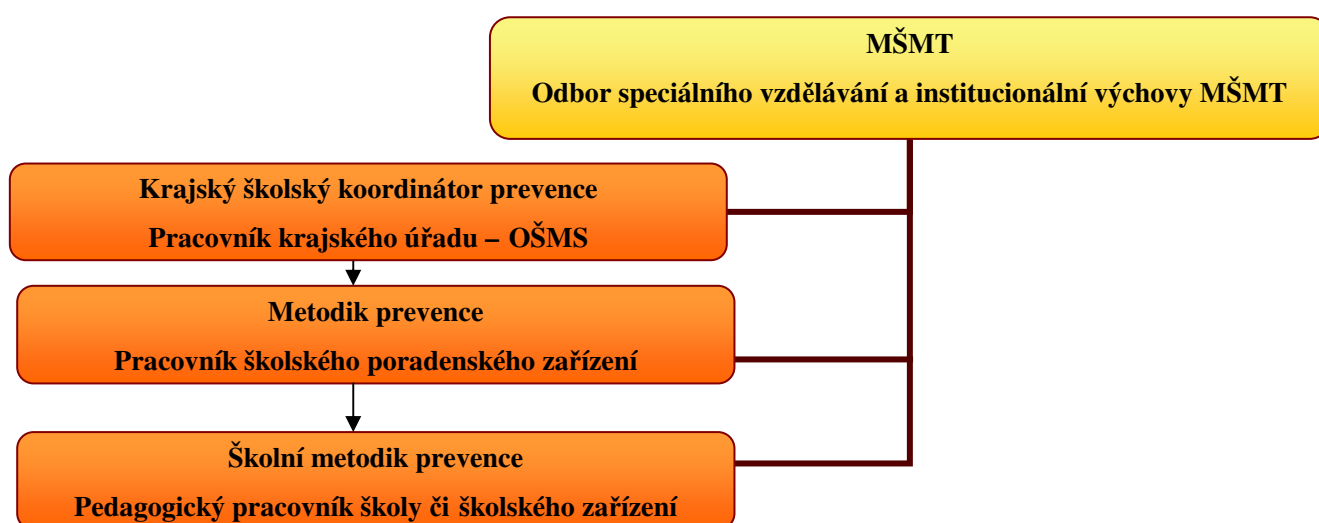 MŠMT
Odbor speciálního vzdělávání a institucionální výchovy MŠMT
Krajský školský koordinátor prevence
Pracovník krajského úřadu – OŠMS
Metodik prevence
Pracovník školského poradenského zařízení
Školní metodik prevence
Pedagogický pracovník školy či školského zařízení